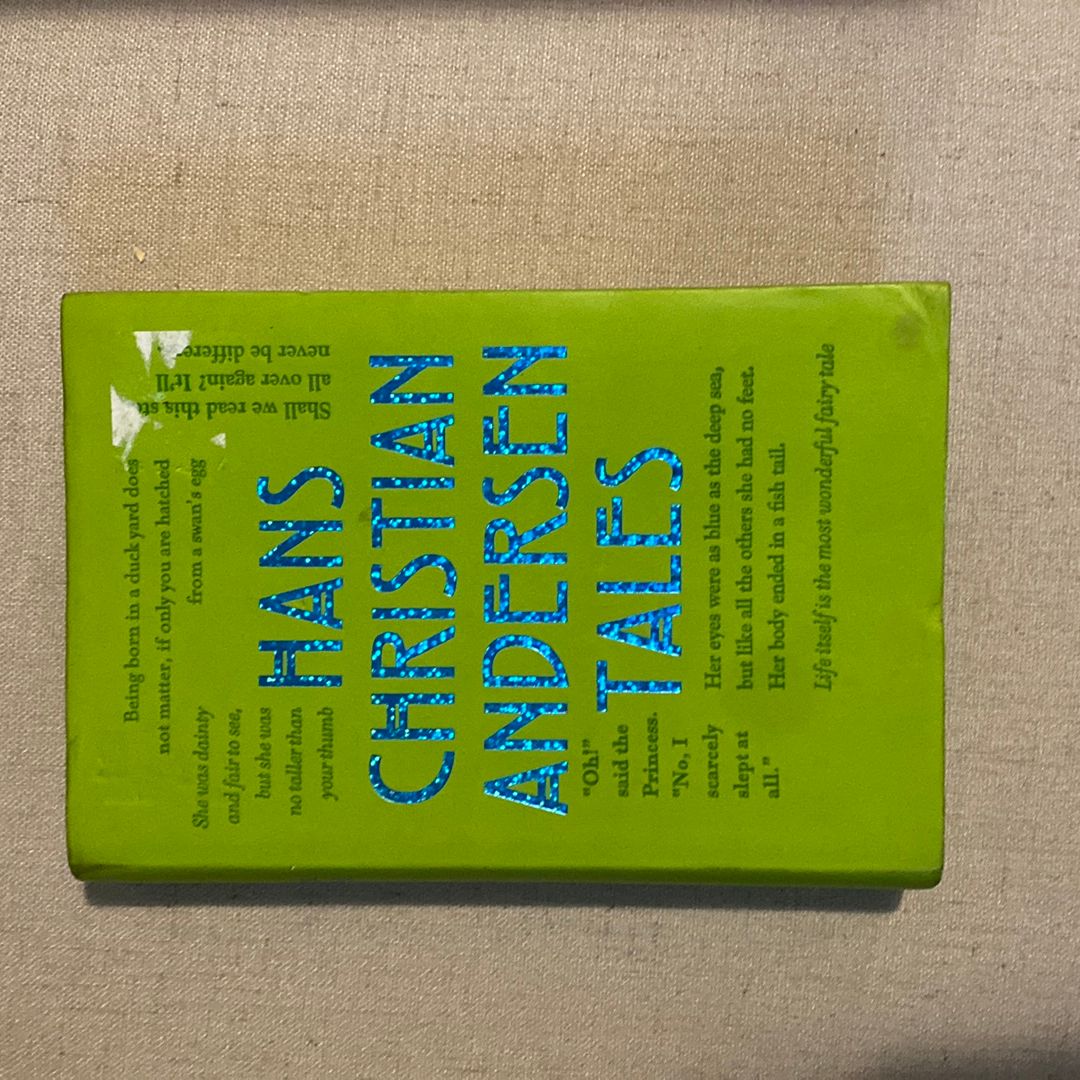 Being born in a duck yard does
not matter, if only you are hatched
from a swan's egg
Shall we read this
all over again? It'll
never be
She was dainty
and fair to see,
but she was
no taller than
your thumb
HANS
CHRISTIAN
ANDERSEN
TALES
"Oh!"
said the
Princess.
"No, I
scarcely
slept at
all."
Her eyes were as blue as the deep sea,
but like all the others she had no feet.
Her body ended in a fish tail.
Life itself is the most wonderful fairy tale